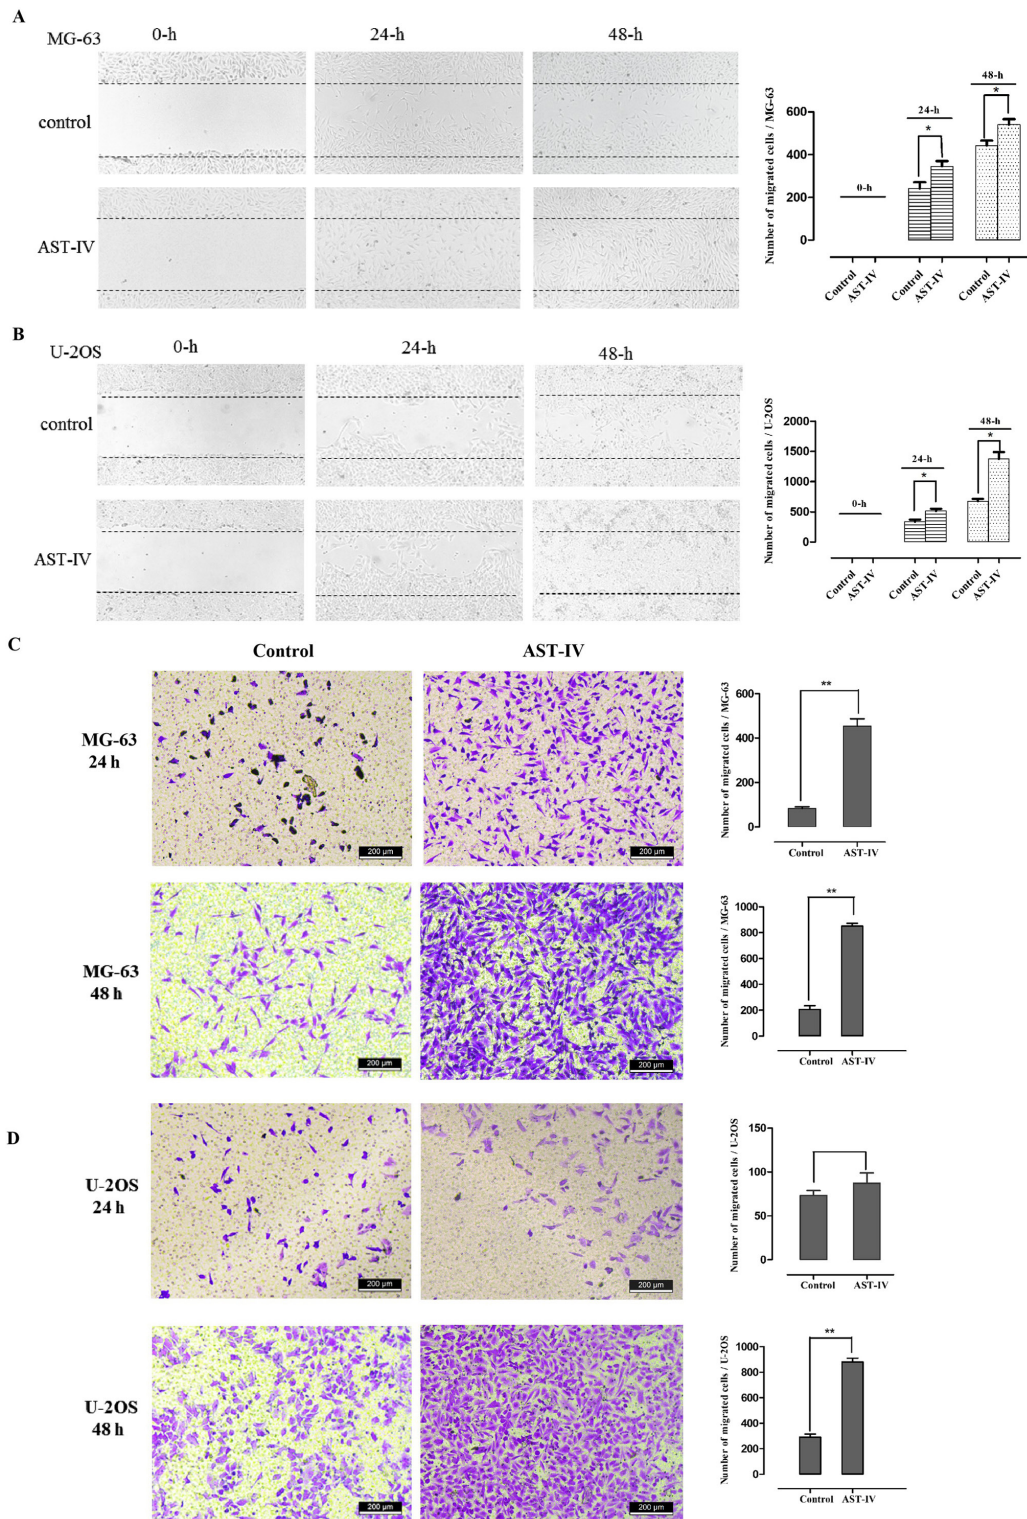 A
MG-63 0-h 24-h 48-h
control
AST-IV
Number of migrated cells / MG-63
600
400
200
0
0-h
24-h
*
48-h
*
Control AST-IV Control AST-IV Control AST-IV
B
U-2OS 0-h 24-h 48-h
control
AST-IV
Number of migrated cells / U-2OS
2000
1500
1000
500
0
0-h
24-h
*
48-h
*
Control AST-IV Control AST-IV Control AST-IV
C
Control AST-IV
MG-63
24 h
200 μm
200 μm
Number of migrated cells / MG-63
600
400
200
0
**
Control AST-IV
MG-63
48 h
200 μm
200 μm
Number of migrated cells / MG-63
1000
800
600
400
200
0
**
Control AST-IV
D
U-2OS
24 h
200 μm
200 μm
Number of migrated cells / U-2OS
150
100
50
0
Control AST-IV
U-2OS
48 h
200 μm
200 μm
Number of migrated cells / U-2OS
1000
800
600
400
200
0
**
Control AST-IV